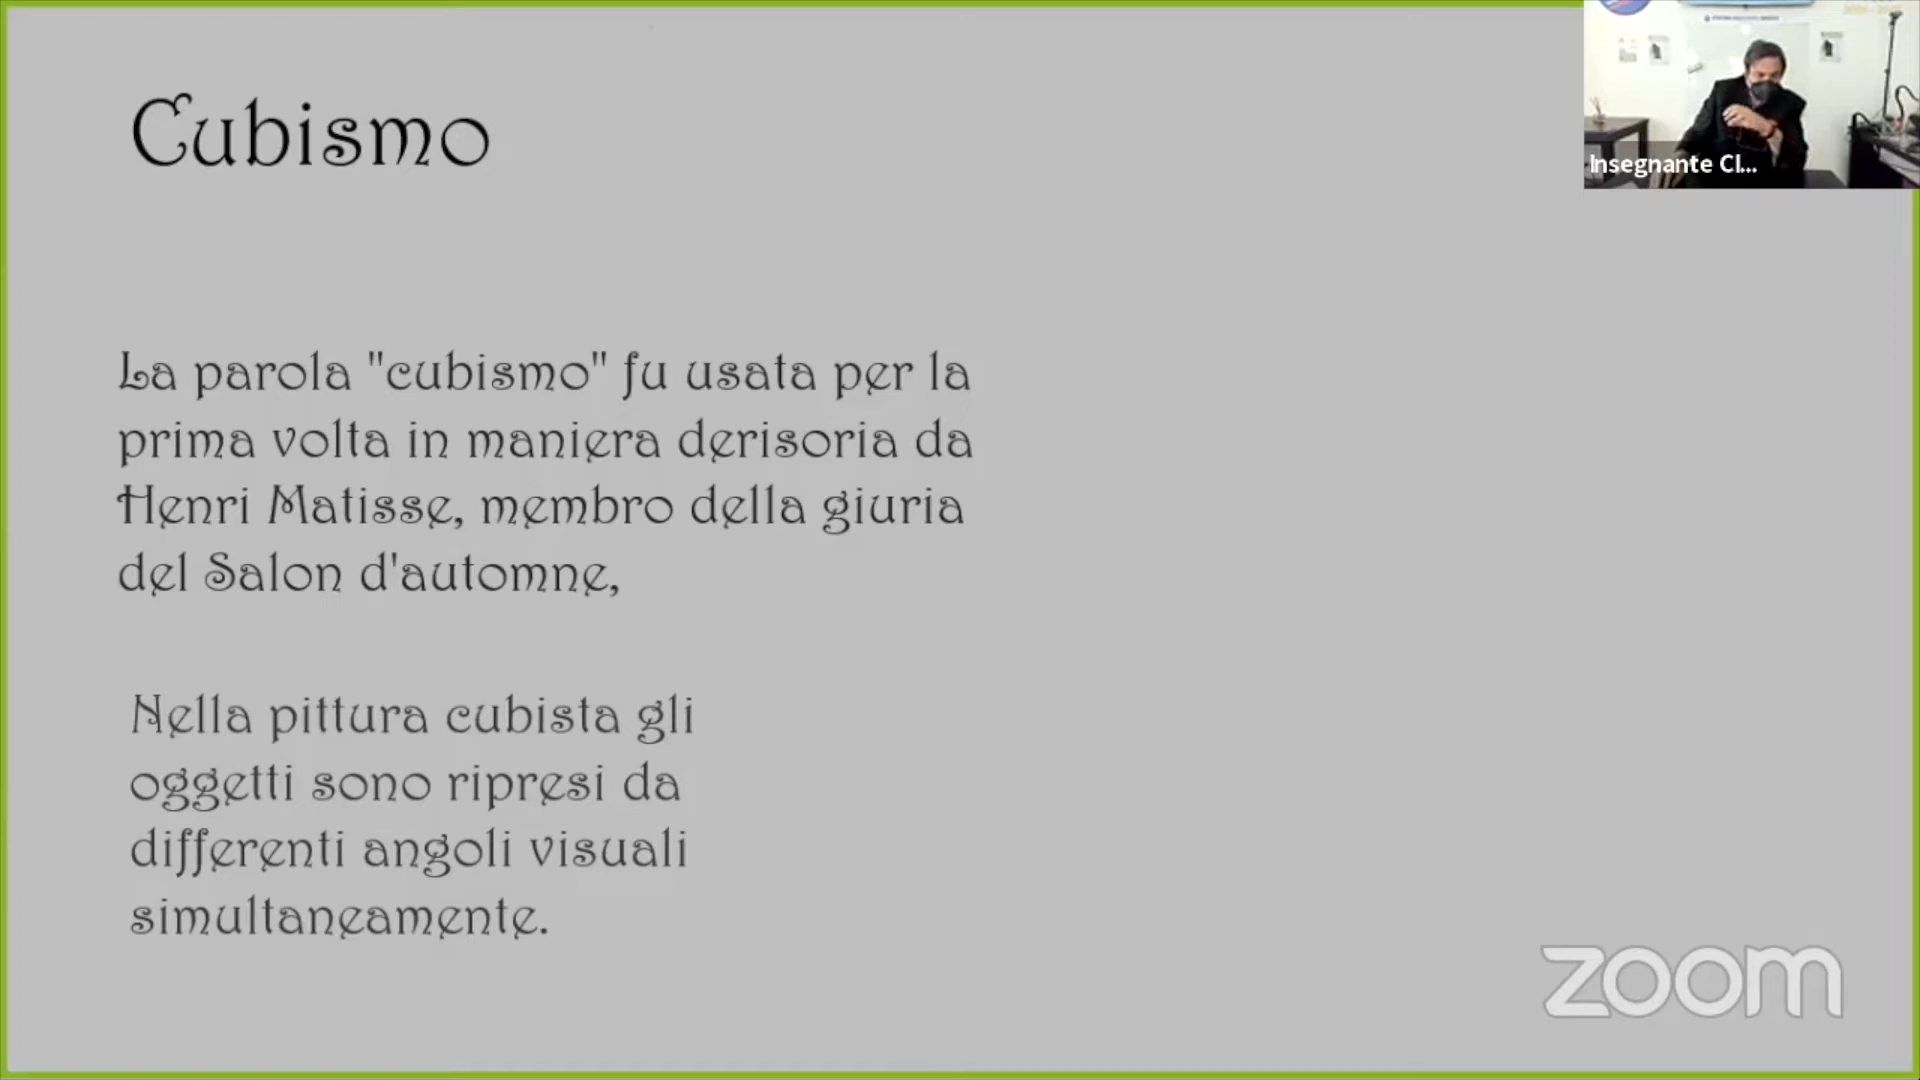 Cubismo
La parola "cubismo" fu usata per la
prima volta in maniera derisoria da
Henri Matisse, membro della giuria
del Salon d'automne,
Nella pittura cubista gli
oggetti sono ripresi da
differenti angoli visuali
simultaneamente.
Insegnante Cl...
zoom